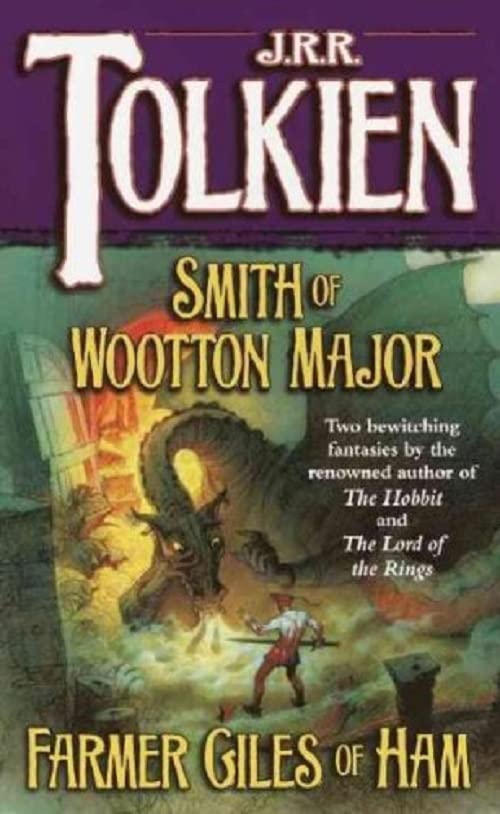 J.R.R.
TOLKIEN
SMITH OF
WOOTTON MAJOR
Two bewitching
fantasies by the
renowned author of
The Hobbit
and
The Lord of
the Rings
FARMER GILES OF HAM